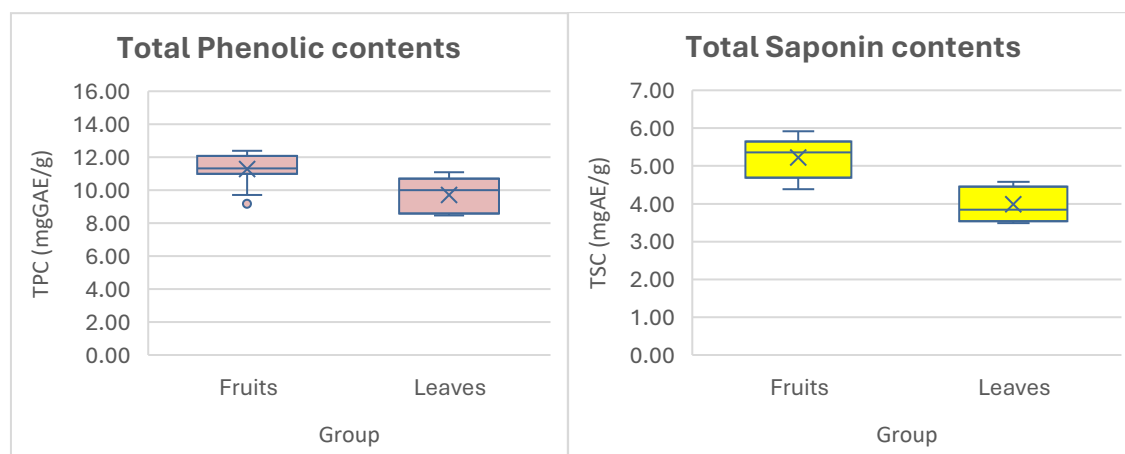 Total Phenolic contents
TPC (mgGAE/g)
16.00
14.00
12.00
10.00
8.00
6.00
4.00
2.00
0.00
Fruits Leaves
Group
Total Saponin contents
TSC (mgAE/g)
7.00
6.00
5.00
4.00
3.00
2.00
1.00
0.00
Fruits Leaves
Group